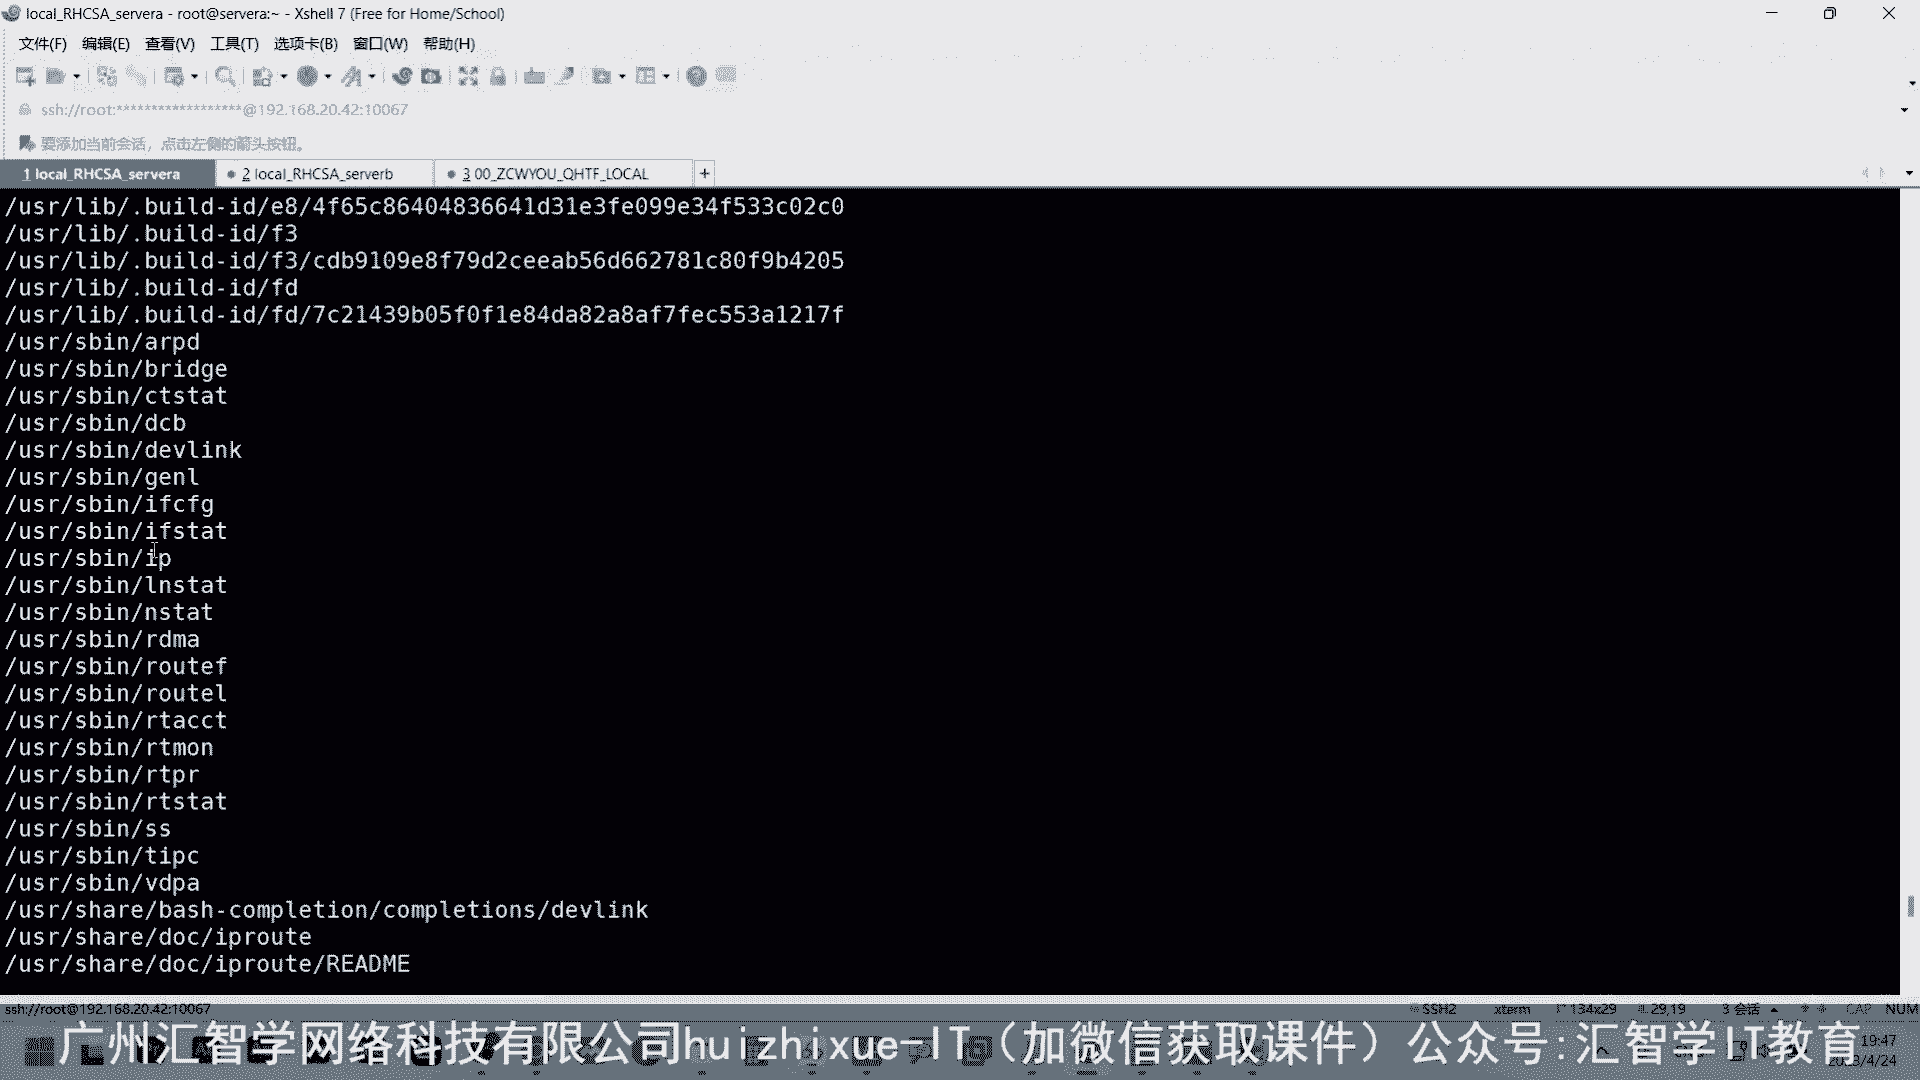 local_RHCSA_servera - root@servera:~ - Xshell 7 (Free for Home/School)
文件(F) 编辑(E) 查看(V) 工具(T) 选项卡(B) 窗口(W) 帮助(H)
ssh://root:******************@192.168.20.42:10067
要添加当前会话，点击左侧的箭头按钮。
1 local_RHCSA_servera 2 local_RHCSA_serverb 3 00_ZCWYOU_QHTF_LOCAL +
/usr/lib/.build-id/e8/4f65c86404836641d31e3fe099e34f533c02c0
/usr/lib/.build-id/f3
/usr/lib/.build-id/f3/cdb9109e8f79d2ceeab56d662781c80f9b4205
/usr/lib/.build-id/fd
/usr/lib/.build-id/fd/7c21439b05f0f1e84da82a8af7fec553a1217f
/usr/sbin/arpd
/usr/sbin/bridge
/usr/sbin/ctstat
/usr/sbin/dcb
/usr/sbin/devlink
/usr/sbin/genl
/usr/sbin/ifcfg
/usr/sbin/ifstat
/usr/sbin/ip
/usr/sbin/lnstat
/usr/sbin/nstat
/usr/sbin/rdma
/usr/sbin/routef
/usr/sbin/routel
/usr/sbin/rtacct
/usr/sbin/rtmon
/usr/sbin/rtpr
/usr/sbin/rtstat
/usr/sbin/ss
/usr/sbin/tipc
/usr/sbin/vdpa
/usr/share/bash-completion/completions/devlink
/usr/share/doc/iproute
/usr/share/doc/iproute/README
ssh://root@192.168.20.42:10067 SSH2 xterm 134x29 29,19 3 会话 CAP NUM
广州汇智学网络科技有限公司huizhixue-IT（加微信获取课件）公众号:汇智学IT教育
19:47